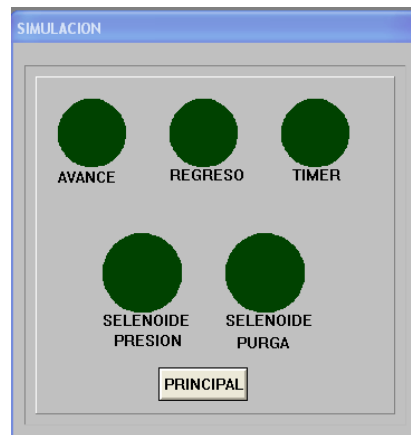 SIMULACION
AVANCE REGRESO TIMER
SELENOIDE SELENOIDE
PRESION PURGA
PRINCIPAL